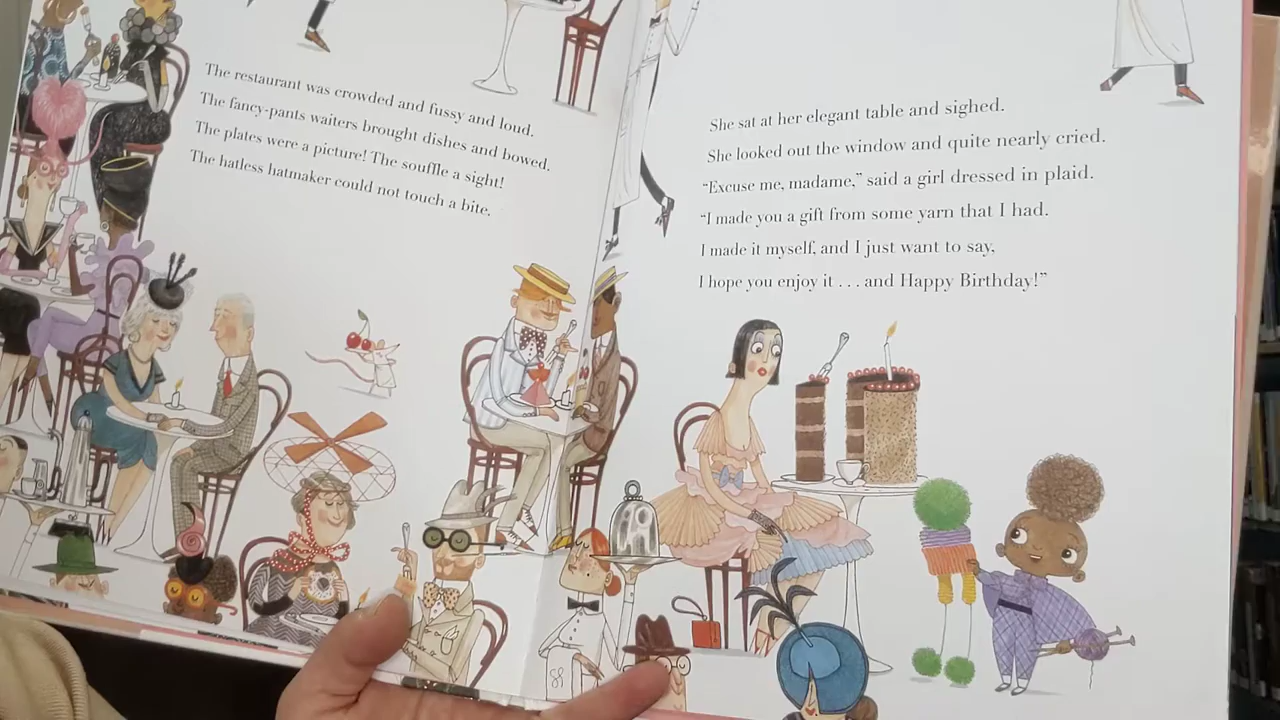 The restaurant was crowded and fussy and loud.
The fancy-pants waiters brought dishes and bowed.
The plates were a picture! The souffle a sight!
The hatless hatmaker could not touch a bite.
She sat at her elegant table and sighed.
She looked out the window and quite nearly cried.
“Excuse me, madame,” said a girl dressed in plaid.
“I made you a gift from some yarn that I had.
I made it myself, and I just want to say,
I hope you enjoy it . . . and Happy Birthday!”